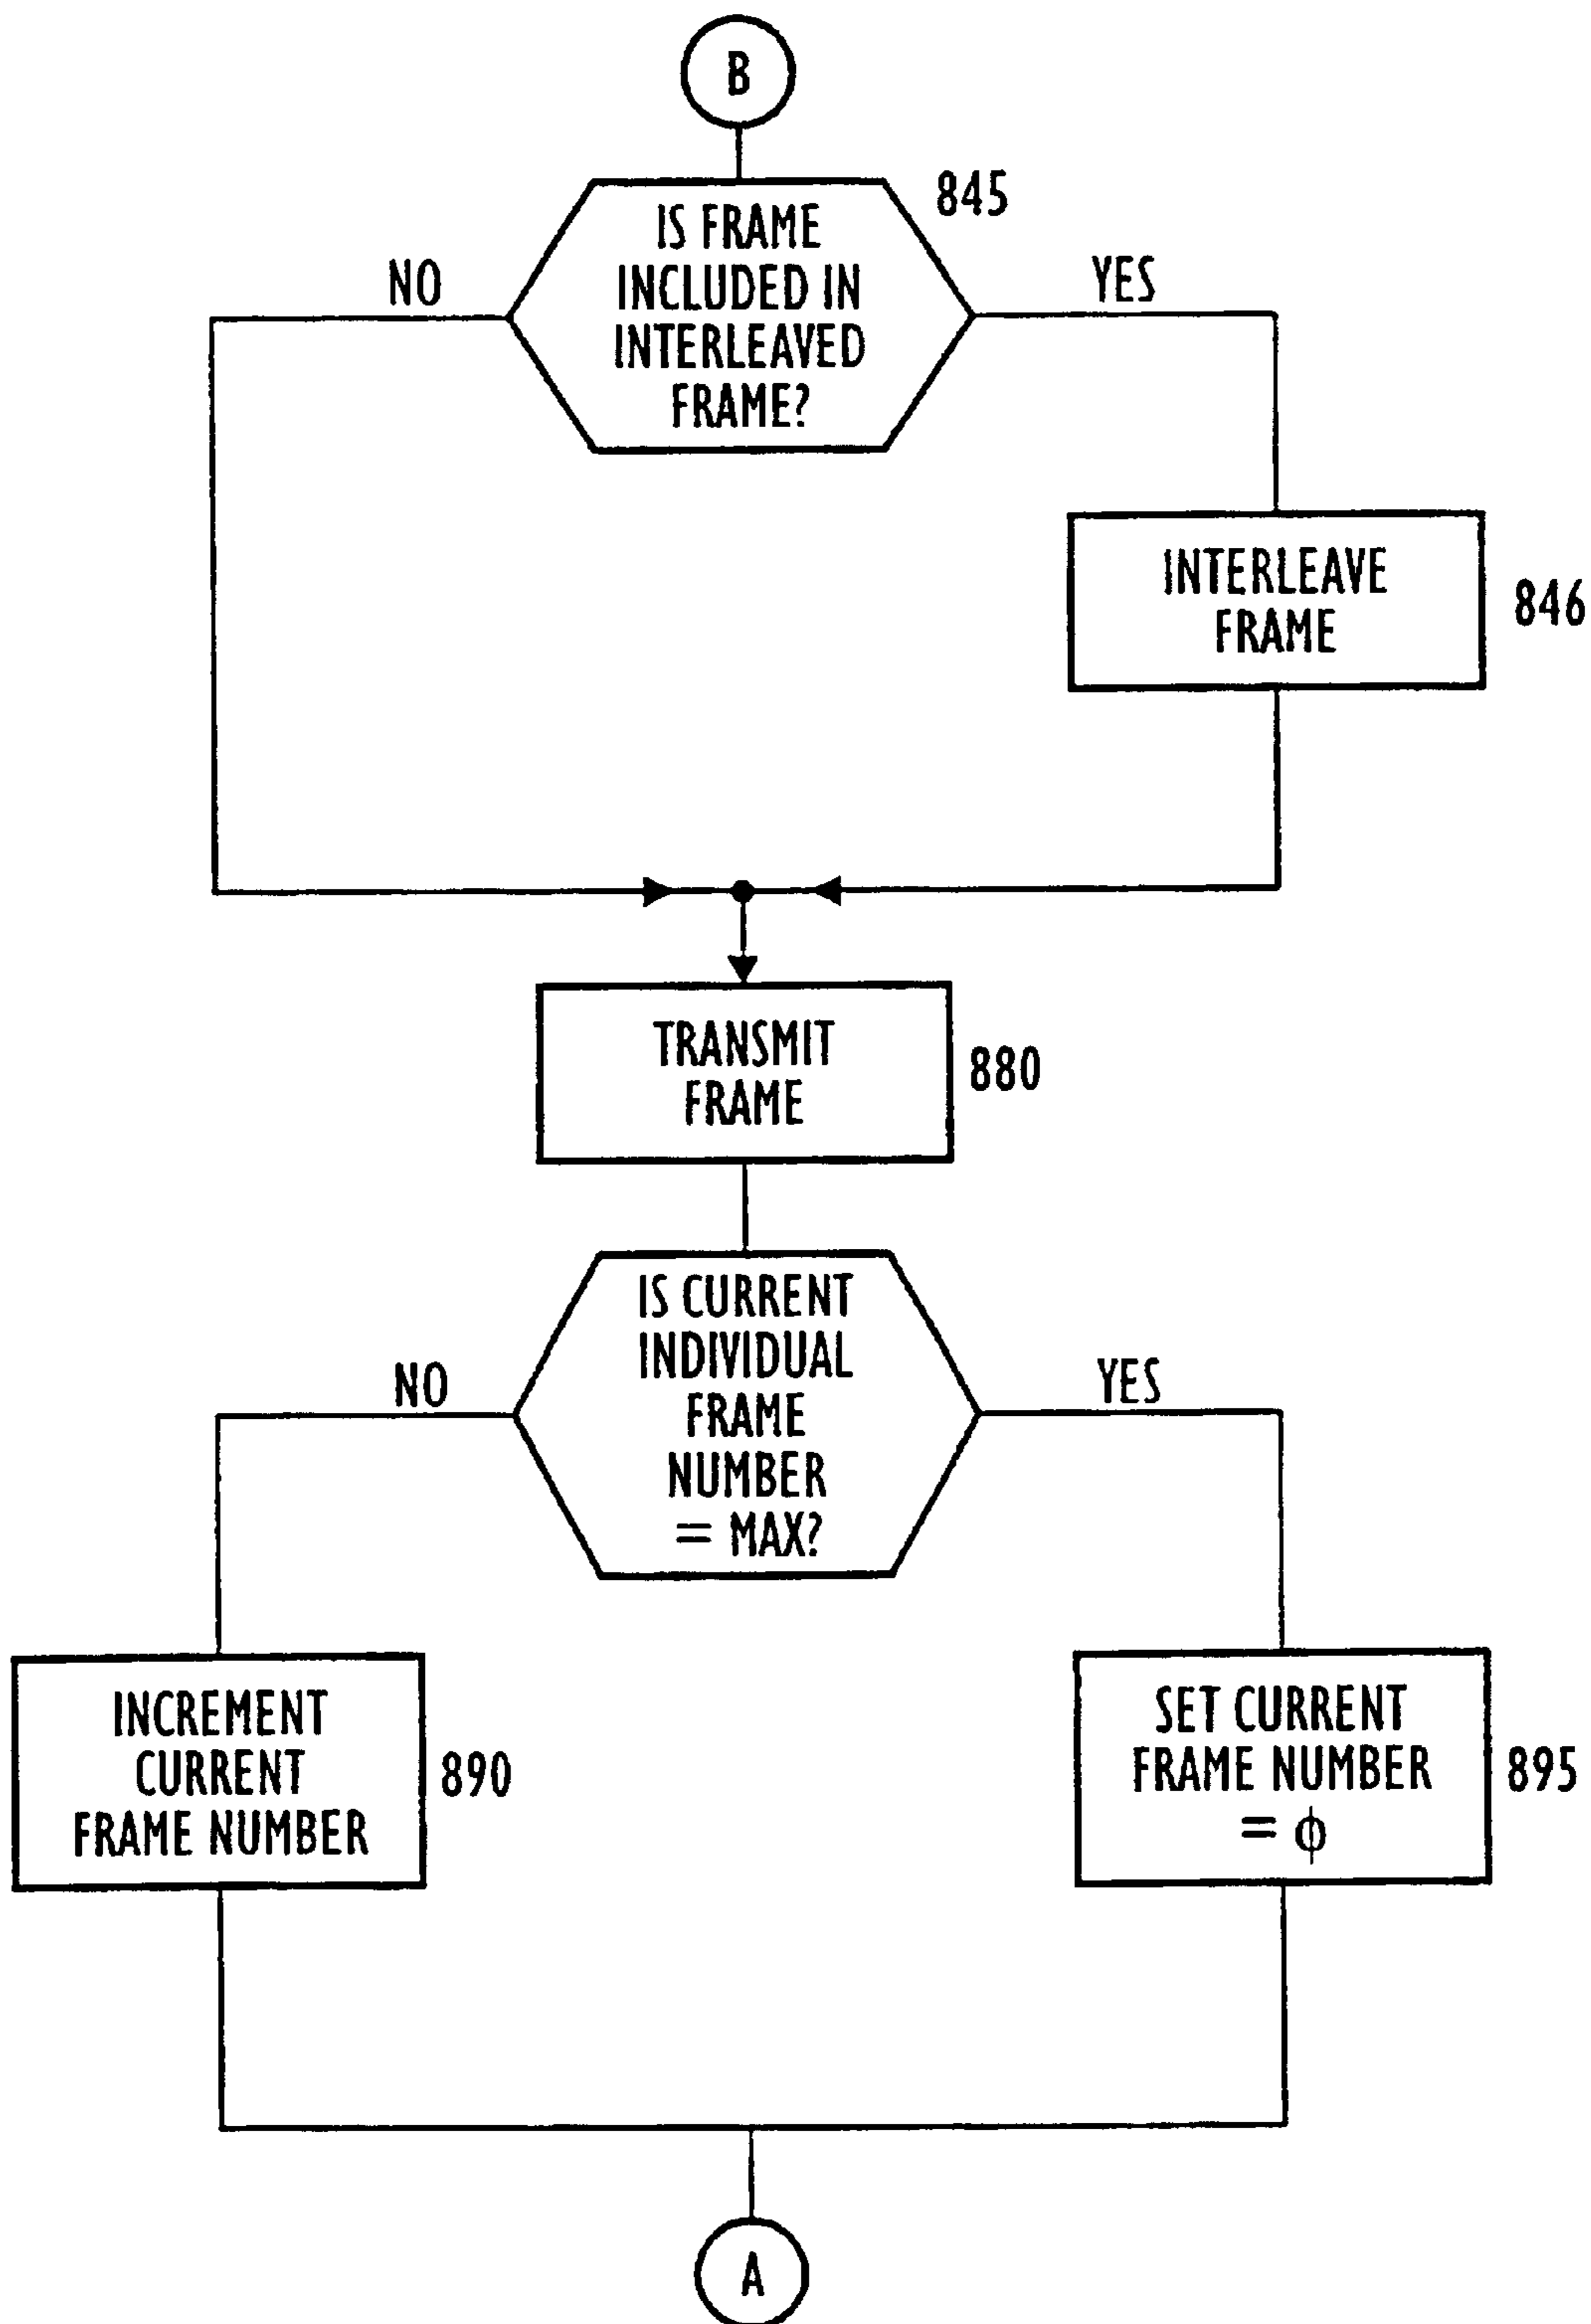 B
845
IS FRAME
INCLUDED IN
INTERLEAVED
FRAME?
NO
YES
INTERLEAVE
FRAME
846
TRANSMIT
FRAME
880
IS CURRENT
INDIVIDUAL
FRAME
NUMBER
= MAX?
NO
YES
INCREMENT
CURRENT
FRAME NUMBER
890
SET CURRENT
FRAME NUMBER
= ϕ
895
A